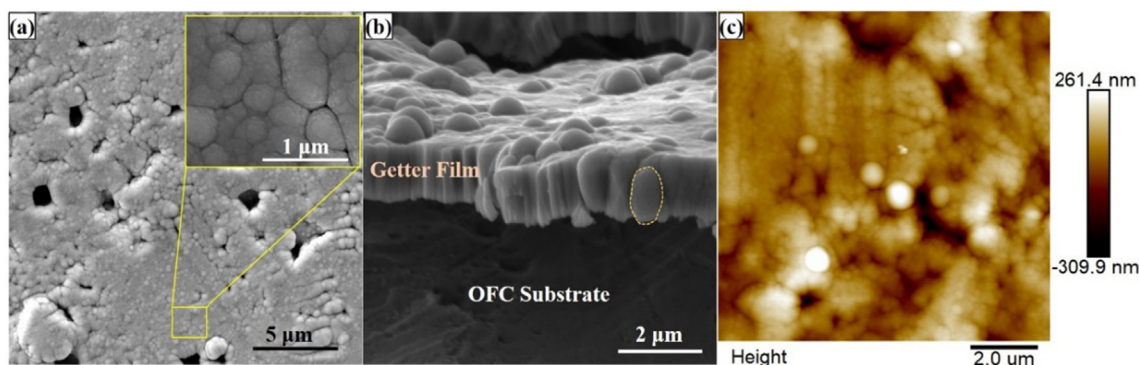 (a)
1 µm
5 µm
(b)
Getter Film
OFC Substrate
2 µm
(c)
261.4 nm
-309.9 nm
Height
2.0 um